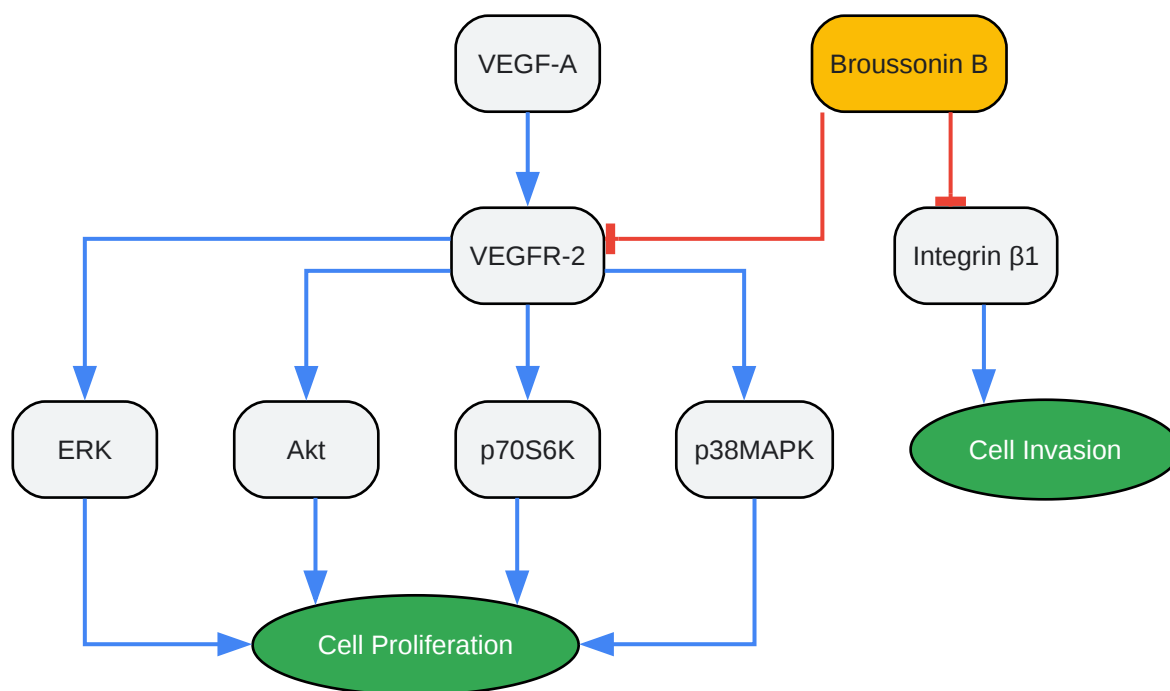 VEGF-A
Broussonin B
VEGFR-2
Integrin β1
ERK
Akt
p70S6K
p38MAPK
Cell Invasion
Cell Proliferation